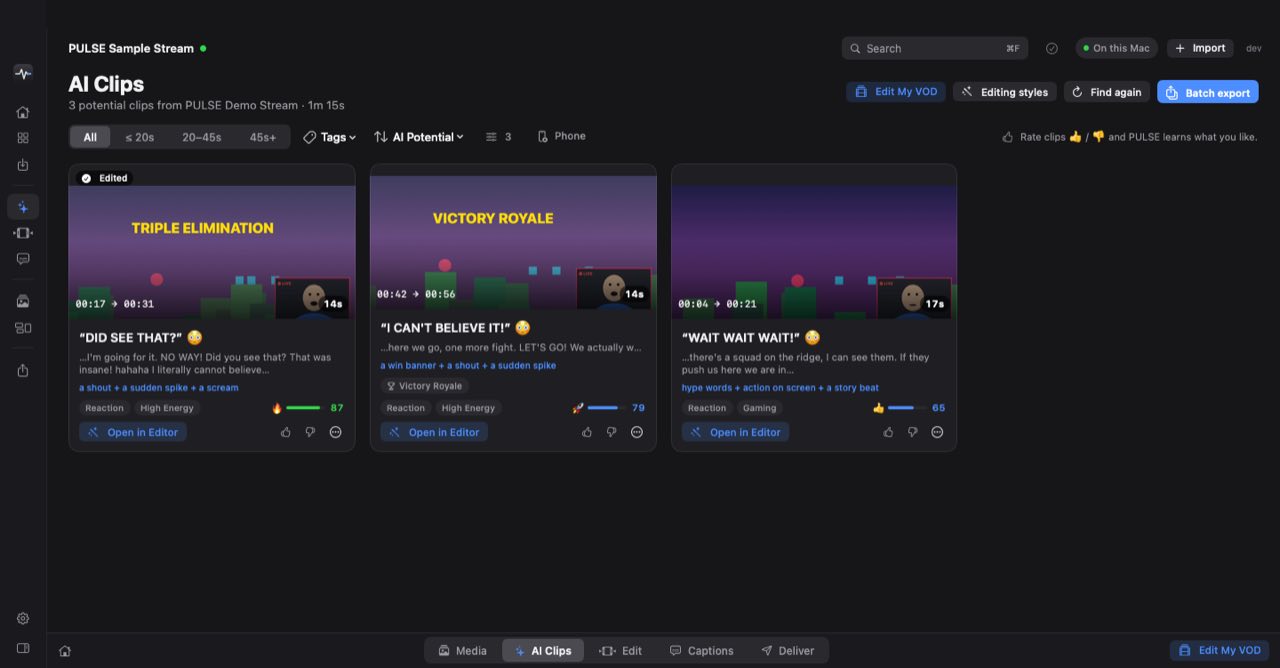 PULSE Sample Stream
Search ⌘F
On this Mac
+ Import
dev
AI Clips
3 potential clips from PULSE Demo Stream · 1m 15s
Edit My VOD
Editing styles
Find again
Batch export
All
≤ 20s
20–45s
45s+
Tags
AI Potential
3
Phone
Rate clips 👍 / 👎 and PULSE learns what you like.
Edited
TRIPLE ELIMINATION
LIVE
00:17 → 00:31
14s
“DID SEE THAT?” 😳
...I'm going for it. NO WAY! Did you see that? That was
insane! hahaha I literally cannot believe...
a shout + a sudden spike + a scream
Reaction
High Energy
🔥 87
Open in Editor
VICTORY ROYALE
LIVE
00:42 → 00:56
14s
“I CAN'T BELIEVE IT!” 😳
...here we go, one more fight. LET'S GO! We actually w...
a win banner + a shout + a sudden spike
Victory Royale
Reaction
High Energy
🚀 79
Open in Editor
LIVE
00:04 → 00:21
17s
“WAIT WAIT WAIT!” 😳
...there's a squad on the ridge, I can see them. If they
push us here we are in...
hype words + action on screen + a story beat
Reaction
Gaming
👍 65
Open in Editor
Media
AI Clips
Edit
Captions
Deliver
Edit My VOD